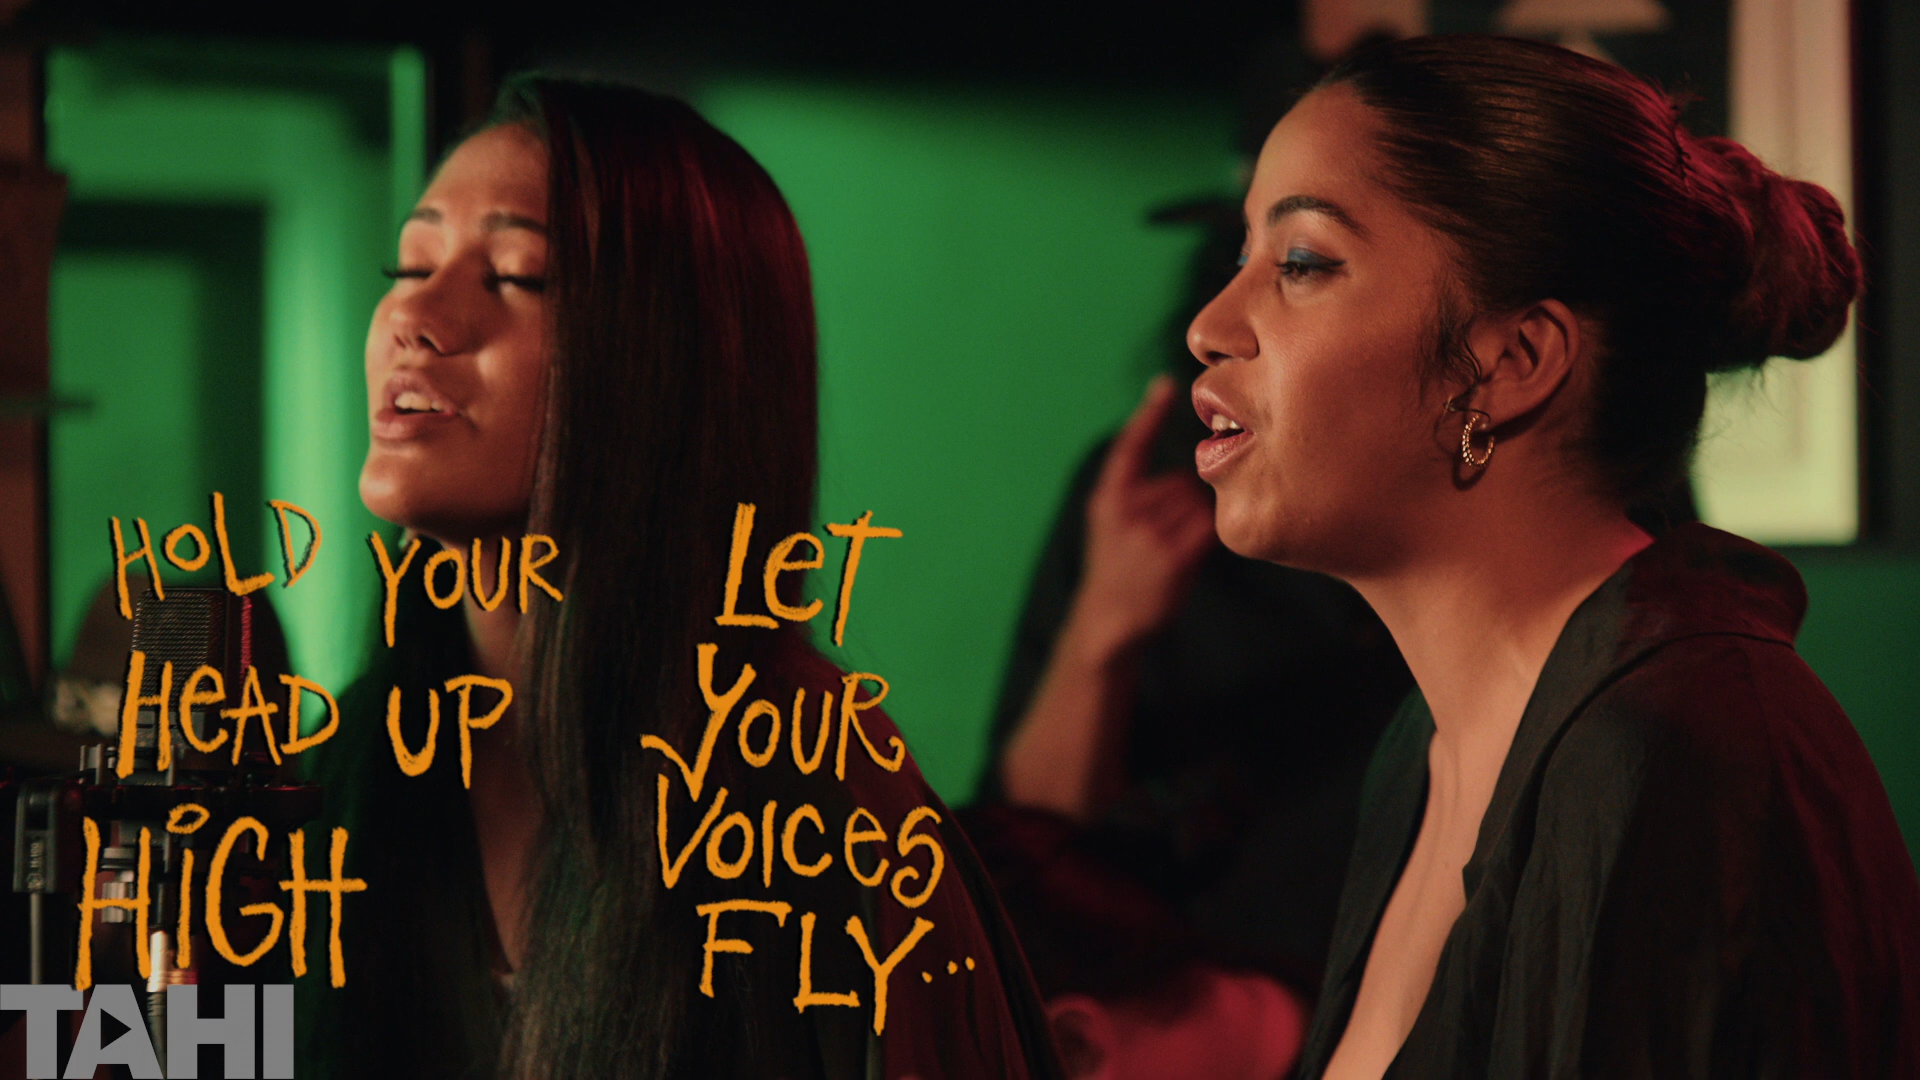 HOLD YOUR
HEAD UP
HiGH
LeT
YOUR
VOICeS
FLY...
TAHI